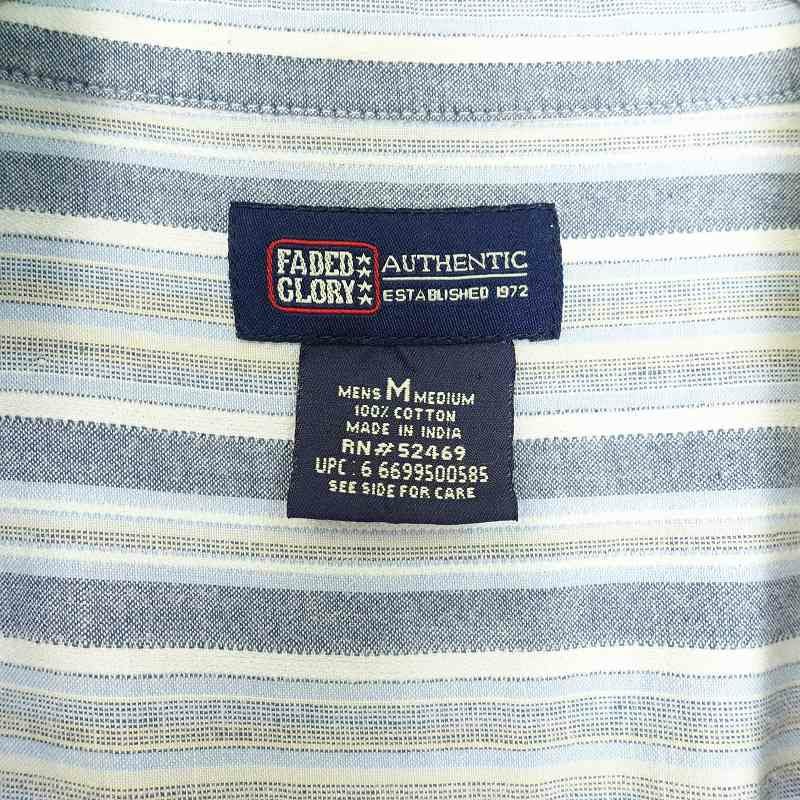 FADED GLORY
AUTHENTIC
ESTABLISHED 1972
MENS M MEDIUM
100% COTTON
MADE IN INDIA
RN#52469
UPC:6 6699500585
SEE SIDE FOR CARE